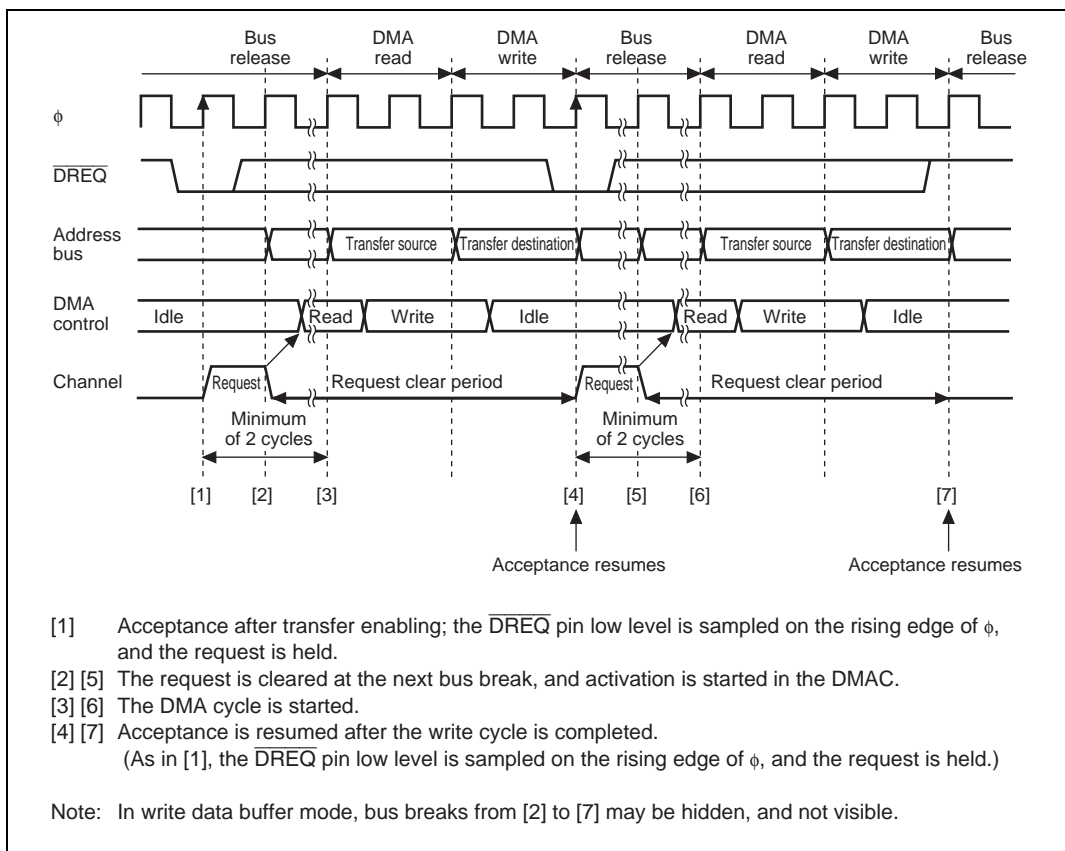 Bus release DMA read DMA write Bus release DMA read DMA write Bus release
φ
DREQ
Address bus
Transfer source Transfer destination Transfer source Transfer destination
DMA control
Idle Read Write Idle Read Write Idle
Channel
Request Request clear period Request Request clear period
Minimum of 2 cycles Minimum of 2 cycles
[1] [2] [3] [4] [5] [6] [7]
Acceptance resumes Acceptance resumes
[1] Acceptance after transfer enabling; the DREQ pin low level is sampled on the rising edge of φ,
and the request is held.
[2] [5] The request is cleared at the next bus break, and activation is started in the DMAC.
[3] [6] The DMA cycle is started.
[4] [7] Acceptance is resumed after the write cycle is completed.
(As in [1], the DREQ pin low level is sampled on the rising edge of φ, and the request is held.)
Note: In write data buffer mode, bus breaks from [2] to [7] may be hidden, and not visible.